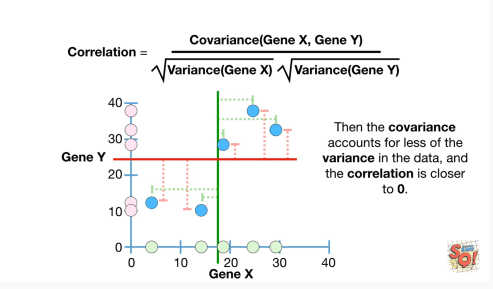 Covariance(Gene X, Gene Y)
Correlation =
√Variance(Gene X) √Variance(Gene Y)
40
30
Gene Y
20
10
0
0 10 20 30 40
Gene X
Then the covariance
accounts for less of the
variance in the data, and
the correlation is closer
to 0.
SQ!